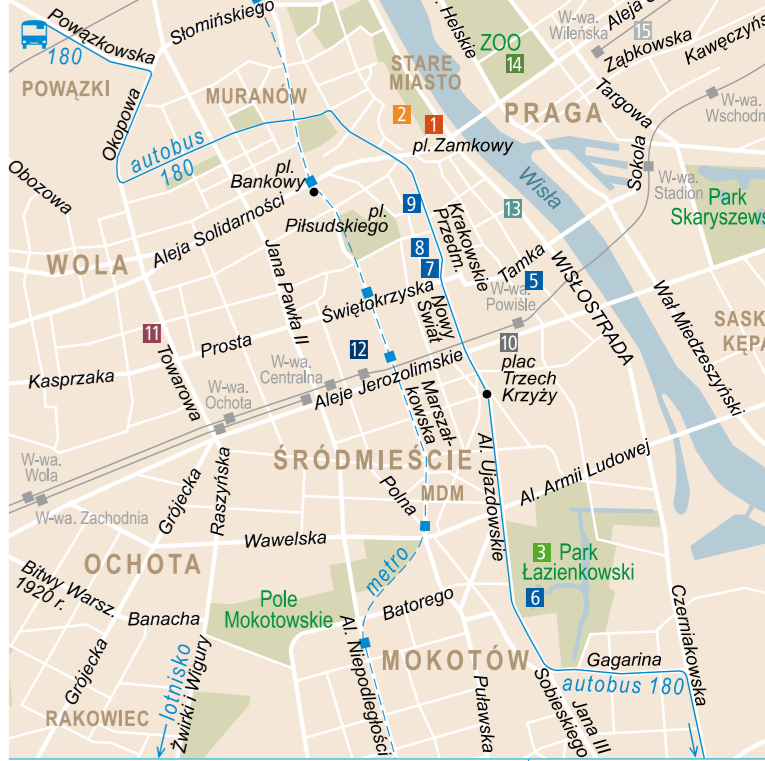 Powązkowska
180
POWĄZKI
Słomińskiego
Helskie
ZOO
14
W-wa.
Wileńska
15
Ząbkowska
Targowa
STARE
MIASTO
MURANÓW
PRAGA
W-wa.
2
1
pl. Zamkowy
Okopowa
autobus
180
Sokola
W-wa.
Stadion
Park
Obozowa
pl.
Bankowy
Wisła
9
13
pl.
Piłsudskiego
Krakowskie
Przedm.
Aleja Solidarności
WOLA
8
7
Tamka
5
Jana Pawła II
Świętokrzyska
Nowy
Świat
W-wa.
Powiśle
WISŁOSTRADA
Wał Miedzeszyński
11
Prosta
12
10
plac
Trzech
Krzyży
Towarowa
Kasprzaka
W-wa.
Centralna
W-wa.
Ochota
Aleje Jerozolimskie
Marszał-
kowska
ŚRÓDMIEŚCIE
MDM
Al. Ujazdowskie
Al. Armii Ludowej
W-wa.
Wola
W-wa. Zachodnia
Grójecka
Raszyńska
Polna
Wawelska
OCHOTA
metro
3
Park
Łazienkowski
6
Bitwy Warsz.
1920 r.
Banacha
Pole
Mokotowskie
Batorego
Czerniakowska
Al. Niepodległości
MOKOTÓW
Gagarina
autobus 180
Grójecka
lotnisko
Żwirki i Wigury
RAKOWIEC
Puławska
Sobieskiego
Jana III